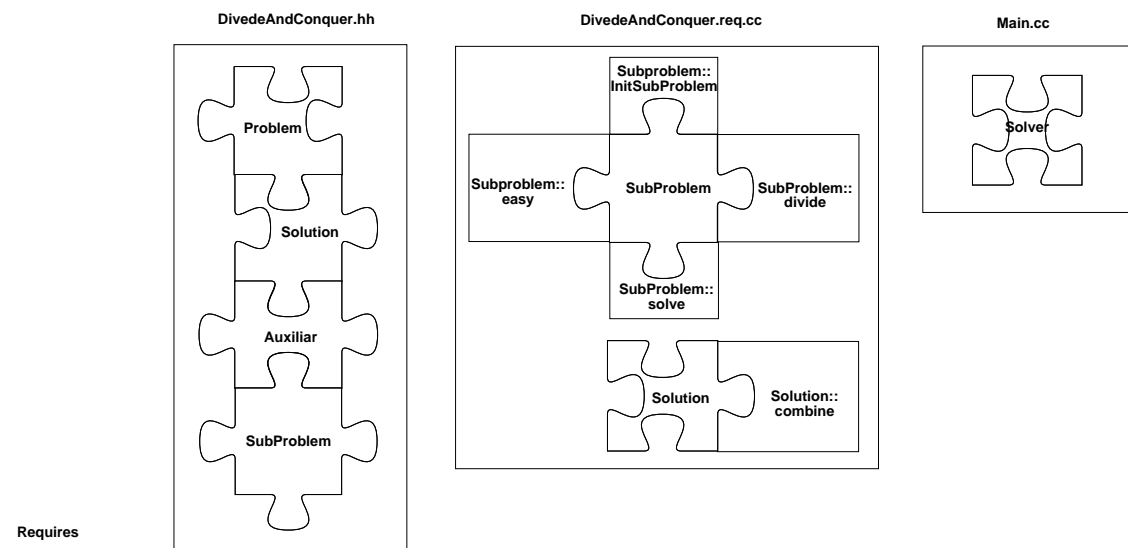 DivedeAndConquer.hh
DivedeAndConquer.req.cc
Main.cc
Problem
Solution
Auxiliar
SubProblem
Subproblem::
InitSubProblem
Subproblem::
easy
SubProblem
SubProblem::
divide
SubProblem::
solve
Solution
Solution::
combine
Solver
Requires